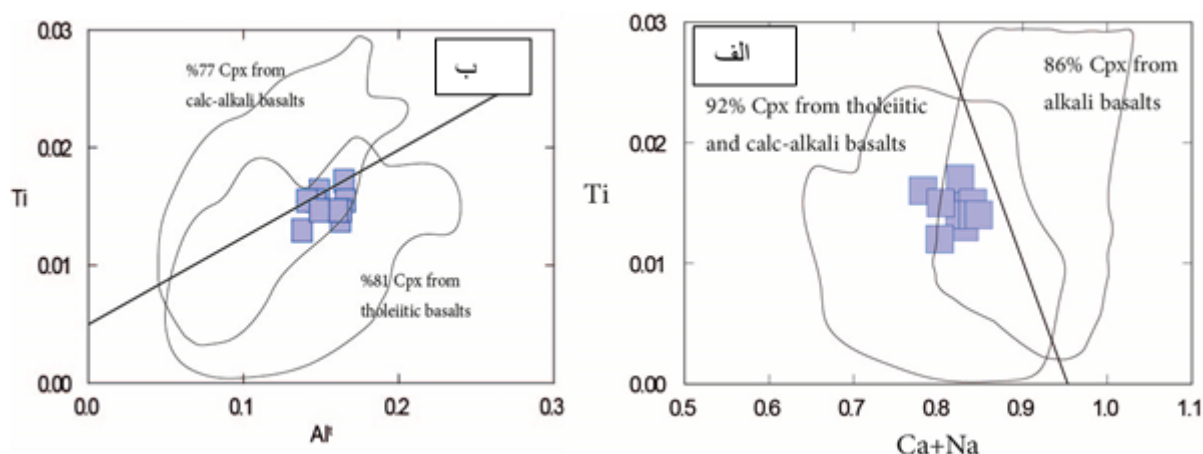 0.03
0.02
0.01
0.00
Ti
%77 Cpx from
calc-alkali basalts
ب
%81 Cpx from
tholeiitic basalts
0.0
0.1
0.2
0.3
Alᵗ
0.03
0.02
0.01
0.00
Ti
الف
92% Cpx from tholeiitic
and calc-alkali basalts
86% Cpx from
alkali basalts
0.5
0.6
0.7
0.8
0.9
1.0
1.1
Ca+Na